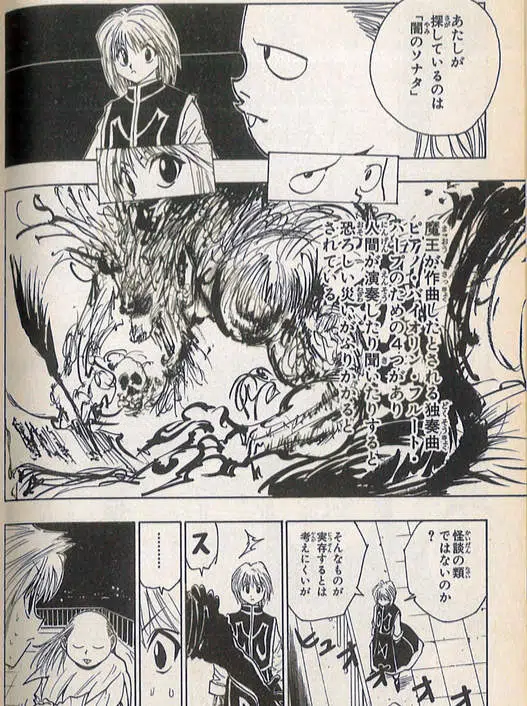 あたしが
探しているのは
「闇のソナタ」
魔王が作曲したとされる独奏曲
ピアノ・バイオリン・フルート・
ハープのための4つがあり
人間が演奏したり聞いたりすると
恐ろしい災いがふりかかると
されている
怪談の類
ではないのか
?
そんなものが
実存するとは
考えにくいが
ス
………